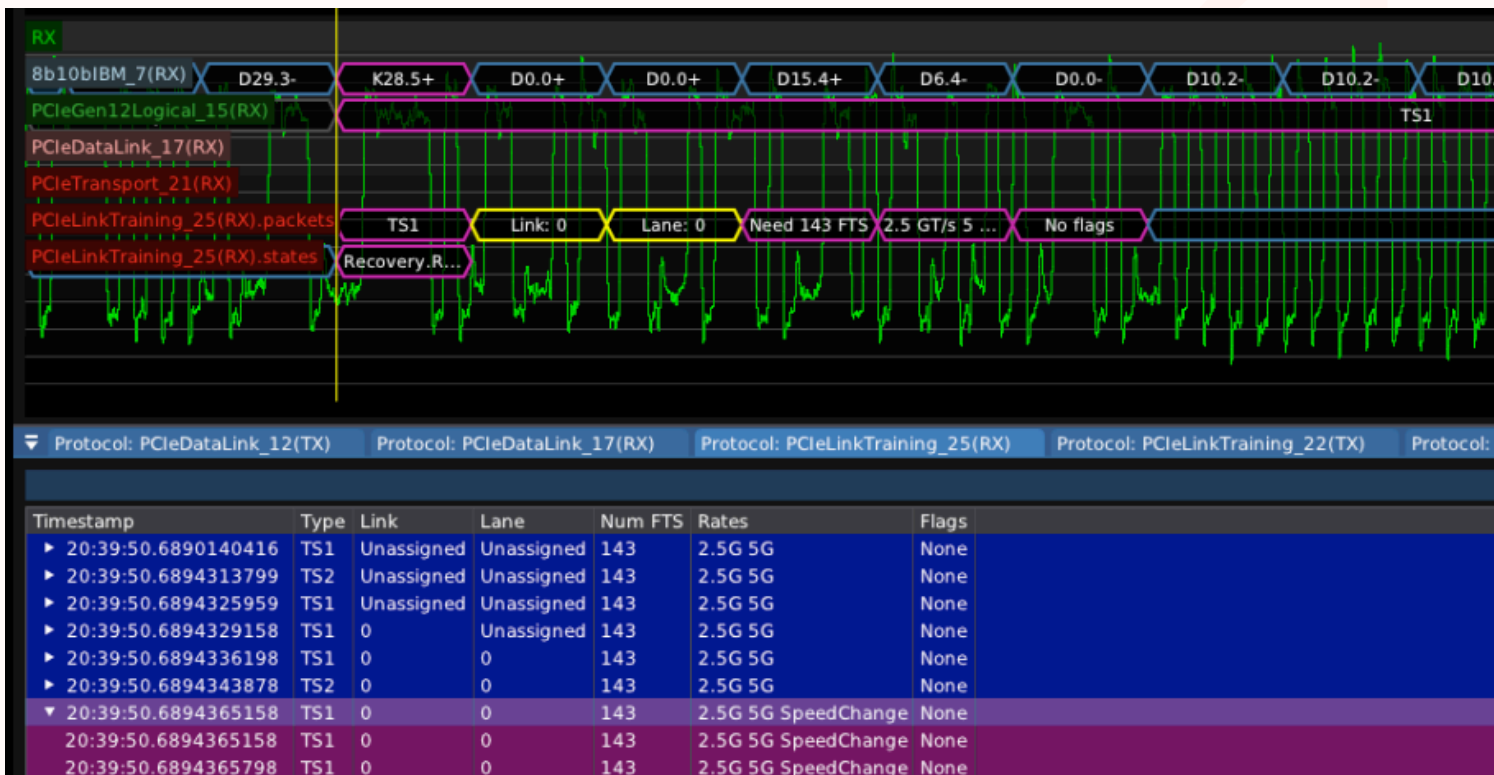 RX
8b10bIBM_7(RX) D29.3- K28.5+ D0.0+ D0.0+ D15.4+ D6.4- D0.0- D10.2- D10.2- D10.
PCIeGen12Logical_15(RX) TS1
PCIeDataLink_17(RX)
PCIeTransport_21(RX)
PCIeLinkTraining_25(RX).packets TS1 Link: 0 Lane: 0 Need 143 FTS 2.5 GT/s 5 ... No flags
PCIeLinkTraining_25(RX).states Recovery.R...
Protocol: PCIeDataLink_12(TX) Protocol: PCIeDataLink_17(RX) Protocol: PCIeLinkTraining_25(RX) Protocol: PCIeLinkTraining_22(TX) Protocol:
Timestamp Type Link Lane Num FTS Rates Flags
20:39:50.6890140416 TS1 Unassigned Unassigned 143 2.5G 5G None
20:39:50.6894313799 TS2 Unassigned Unassigned 143 2.5G 5G None
20:39:50.6894325959 TS1 Unassigned Unassigned 143 2.5G 5G None
20:39:50.6894329158 TS1 0 Unassigned 143 2.5G 5G None
20:39:50.6894336198 TS1 0 0 143 2.5G 5G None
20:39:50.6894343878 TS2 0 0 143 2.5G 5G None
20:39:50.6894365158 TS1 0 0 143 2.5G 5G SpeedChange None
20:39:50.6894365158 TS1 0 0 143 2.5G 5G SpeedChange None
20:39:50.6894365798 TS1 0 0 143 2.5G 5G SpeedChange None